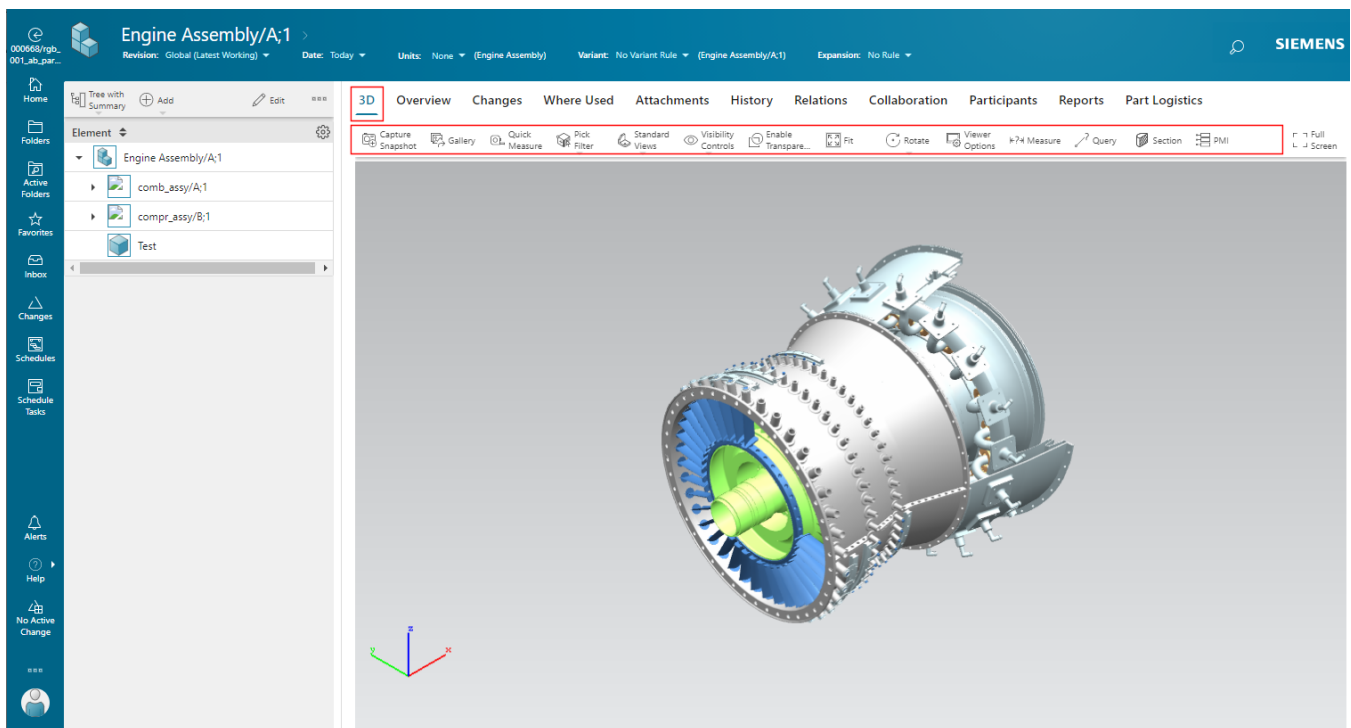 000668/rgb_
001_ab_par...
Engine Assembly/A;1
Revision: Global (Latest Working)
Date: Today
Units: None
(Engine Assembly)
Variant: No Variant Rule
(Engine Assembly/A;1)
Expansion: No Rule
SIEMENS
Home
Folders
Active
Folders
Favorites
Inbox
Changes
Schedules
Schedule
Tasks
Alerts
Help
No Active
Change
Tree with
Summary
Add
Edit
Element
Engine Assembly/A;1
comb_assy/A;1
compr_assy/B;1
Test
3D Overview Changes Where Used Attachments History Relations Collaboration Participants Reports Part Logistics
Capture
Snapshot
Gallery
Quick
Measure
Pick
Filter
Standard
Views
Visibility
Controls
Enable
Transpare...
Fit
Rotate
Viewer
Options
Measure
Query
Section
PMI
Full
Screen
z
y
x